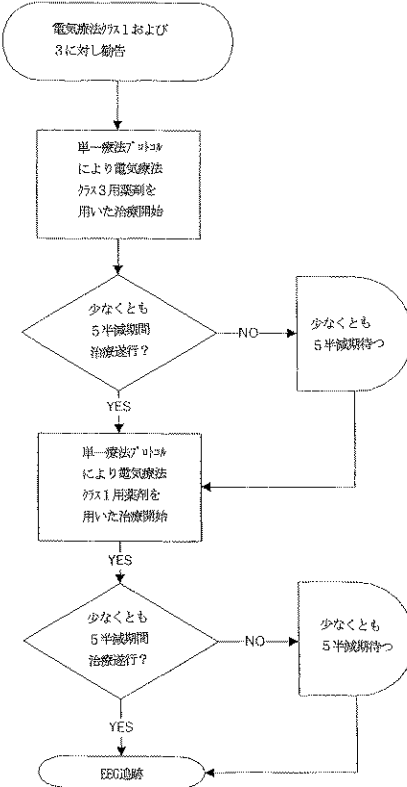 電気療法クラス1および
3に対し勧告
単一療法プロトコル
により電気療法
クラス3用薬剤を
用いた治療開始
少なくとも
5半減期間
治療遂行?
NO
少なくとも
5半減期待つ
YES
単一療法プロトコル
により電気療法
クラス1用薬剤を
用いた治療開始
YES
少なくとも
5半減期間
治療遂行?
NO
少なくとも
5半減期待つ
YES
EEG追跡